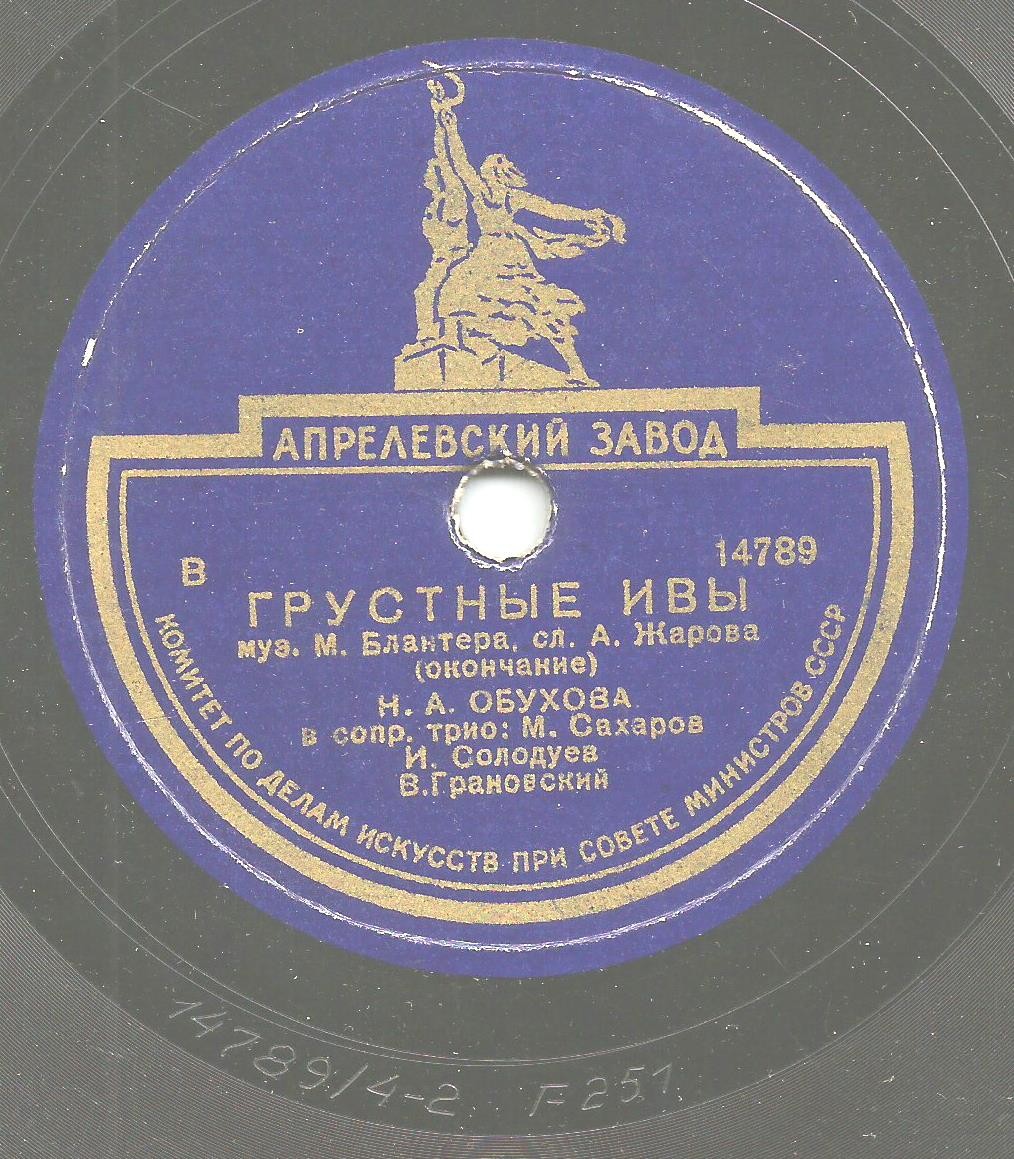 АПРЕЛЕВСКИЙ ЗАВОД
В 14789
ГРУСТНЫЕ ИВЫ
муз. М. Блантера, сл. А. Жарова
(окончание)
Н. А. ОБУХОВА
в сопр. трио: М. Сахаров
И. Солодуев
В.Грановский
КОМИТЕТ ПО ДЕЛАМ ИСКУССТВ ПРИ СОВЕТЕ МИНИСТРОВ СССР
14789/4-2 F251